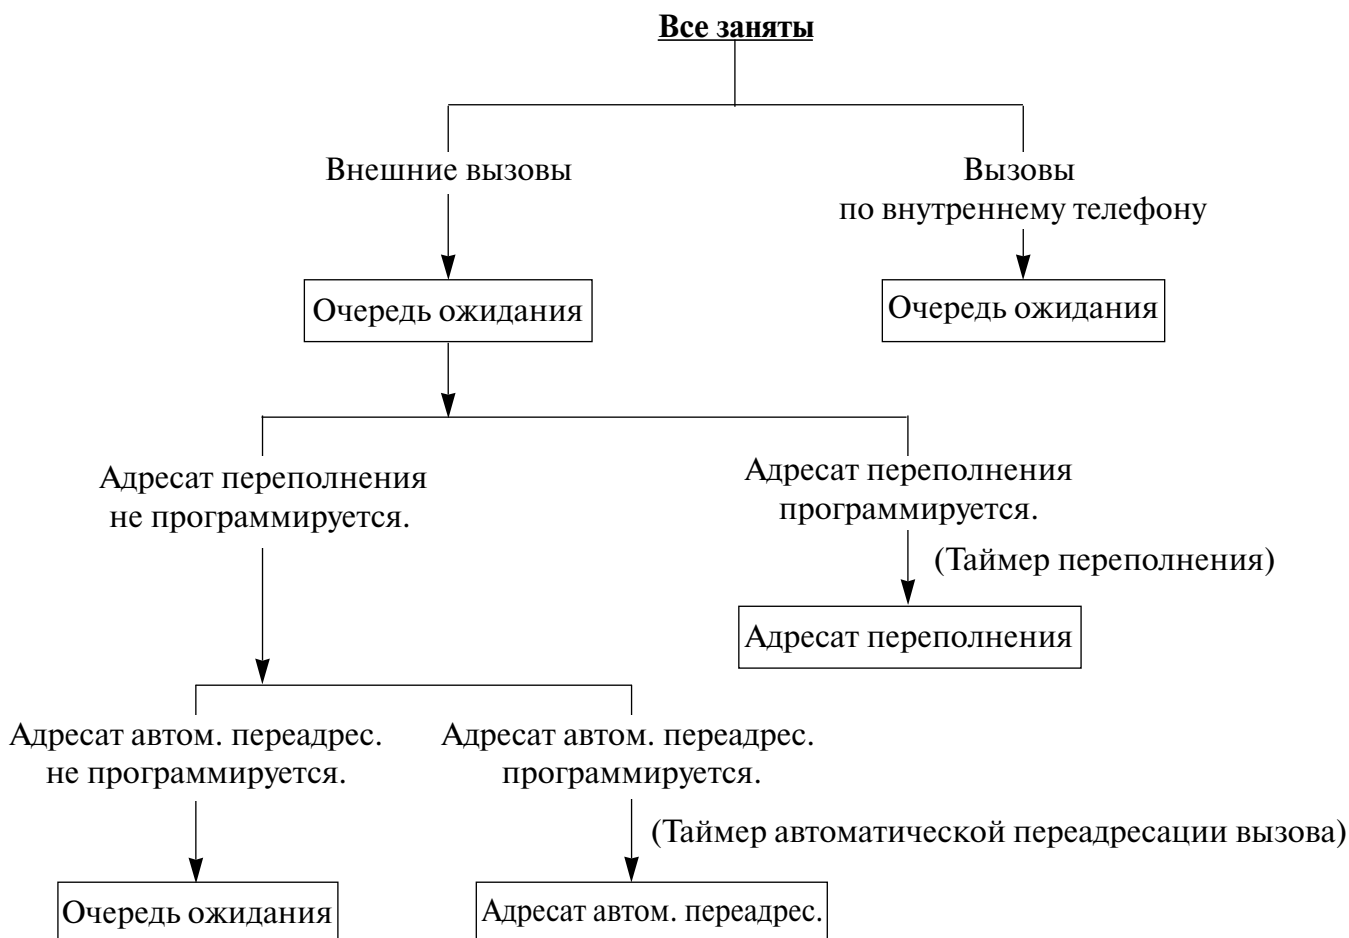 Все заняты
Внешние вызовы
Вызовы
по внутреннему телефону
Очередь ожидания
Очередь ожидания
Адресат переполнения
не программируется.
Адресат переполнения
программируется.
(Таймер переполнения)
Адресат переполнения
Адресат автом. переадрес.
не программируется.
Адресат автом. переадрес.
программируется.
(Таймер автоматической переадресации вызова)
Очередь ожидания
Адресат автом. переадрес.